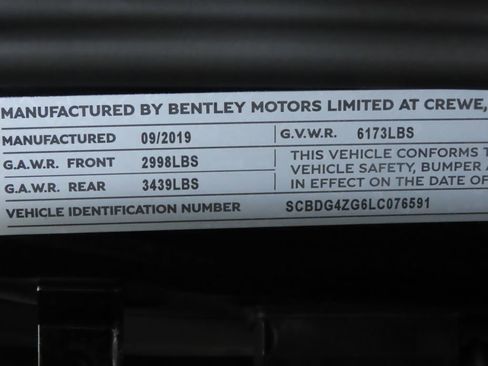 MANUFACTURED BY BENTLEY MOTORS LIMITED AT CREWE,
MANUFACTURED 09/2019 G.V.W.R. 6173LBS
G.A.W.R. FRONT 2998LBS
THIS VEHICLE CONFORMS T
G.A.W.R. REAR 3439LBS
VEHICLE SAFETY, BUMPER A
IN EFFECT ON THE DATE OF
VEHICLE IDENTIFICATION NUMBER SCBDG4ZG6LC076591